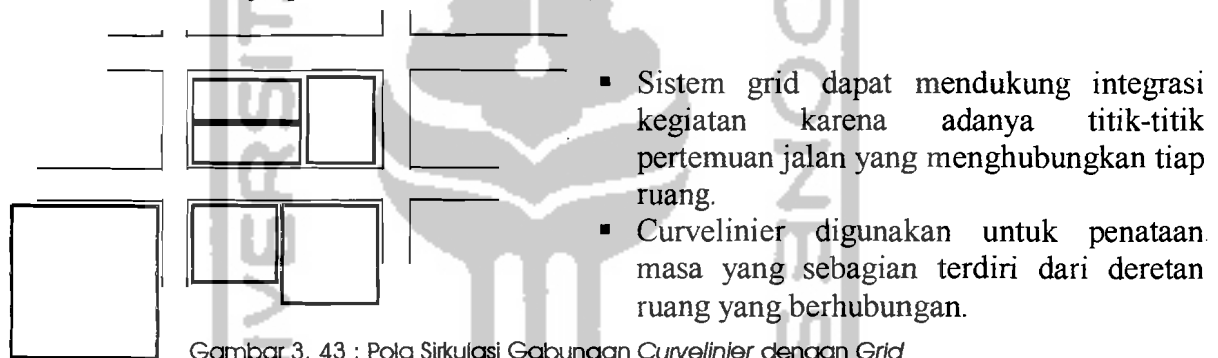 ▪ Sistem grid dapat mendukung integrasi
kegiatan karena adanya titik-titik
pertemuan jalan yang menghubungkan tiap
ruang.
▪ Curvelinier digunakan untuk penataan
masa yang sebagian terdiri dari deretan
ruang yang berhubungan.
Gambar 3. 43 : Pola Sirkulasi Gabungan Curvelinier dengan Grid